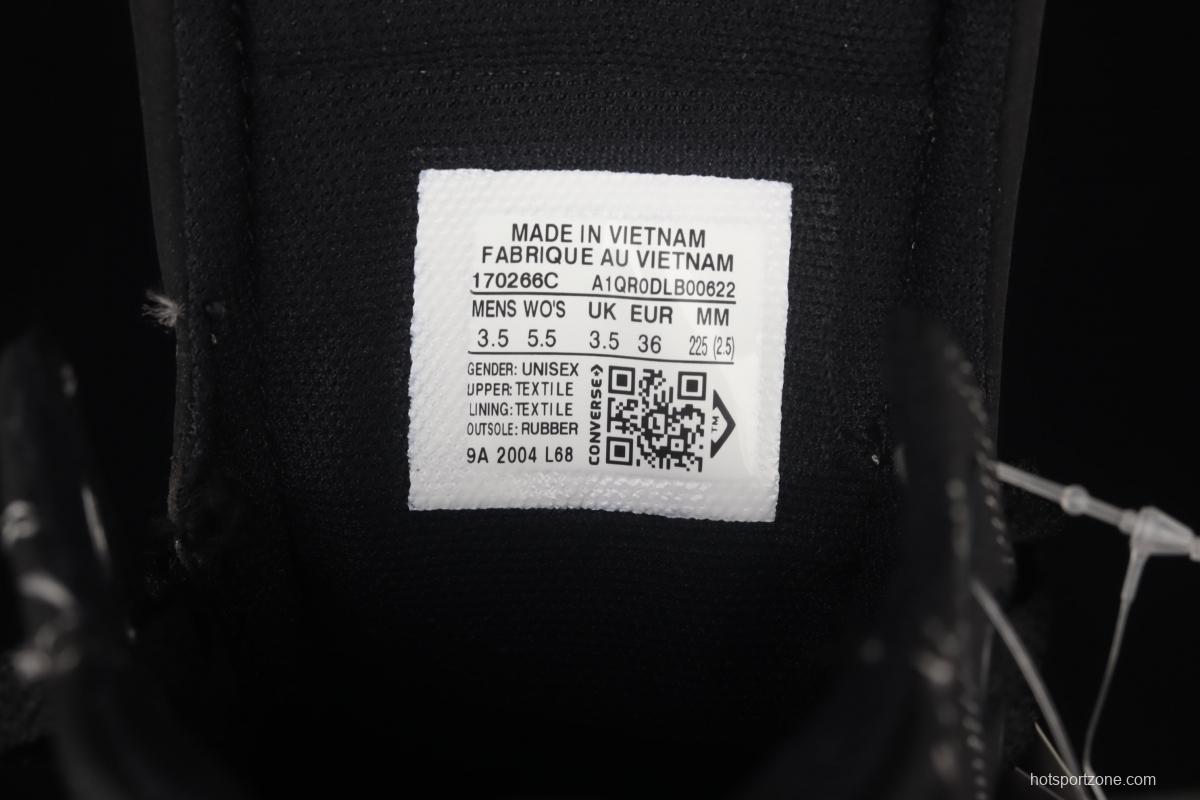 MADE IN VIETNAM
FABRIQUE AU VIETNAM
170266C A1QR0DLB00622
MENS WO'S UK EUR MM
3.5 5.5 3.5 36 225 (2.5)
GENDER: UNISEX
UPPER: TEXTILE
LINING: TEXTILE
OUTSOLE: RUBBER
9A 2004 L68
CONVERSE
TM
hotsportzone.com